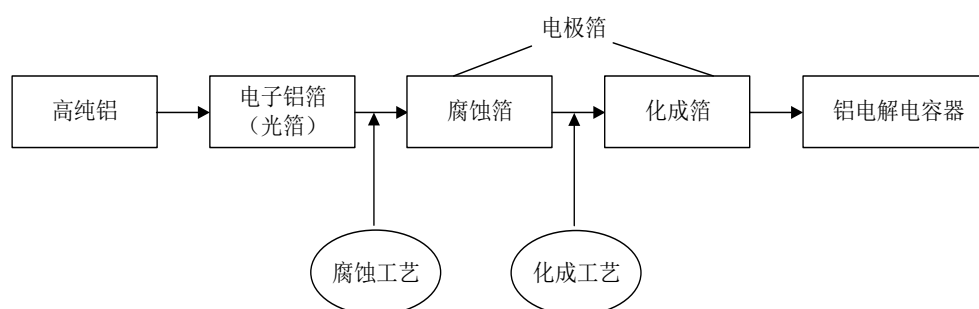 电极箔
高纯铝
电子铝箔
（光箔）
腐蚀箔
化成箔
铝电解电容器
腐蚀工艺
化成工艺